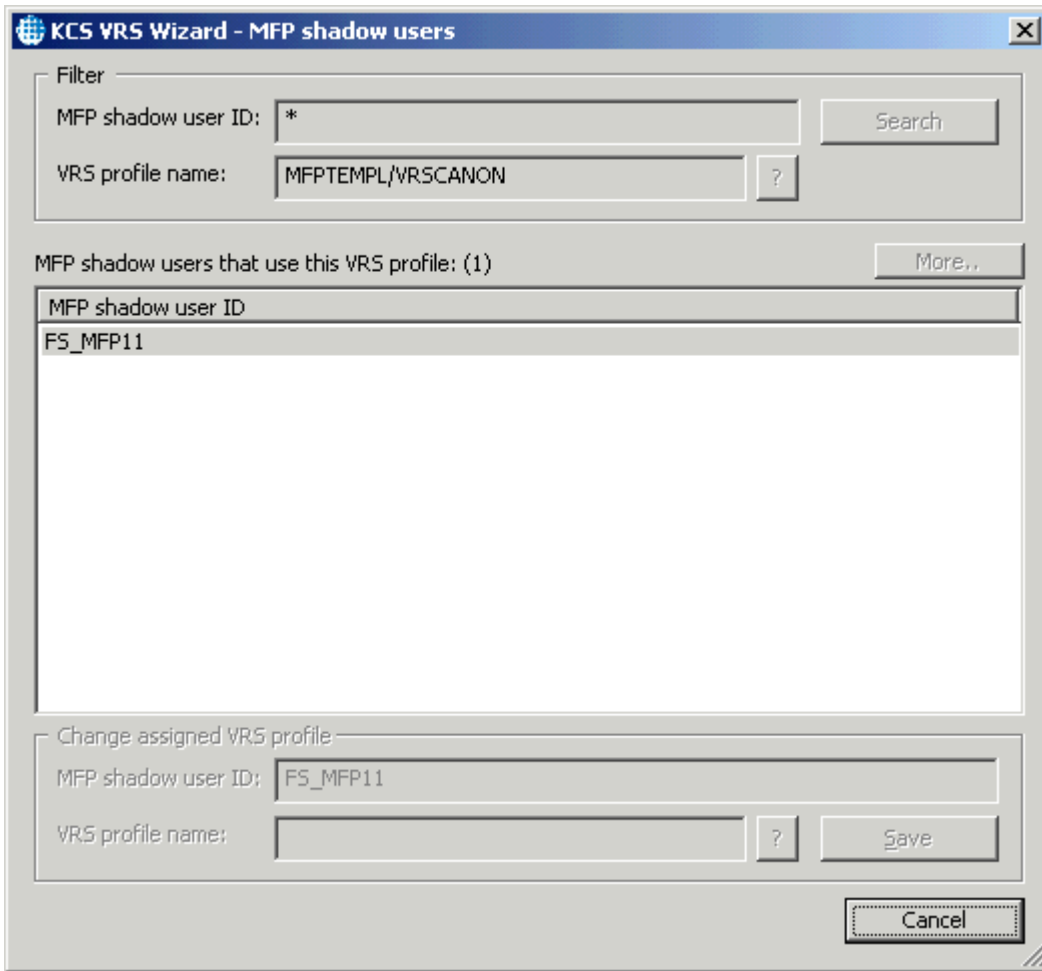 KCS VRS Wizard - MFP shadow users
Filter
MFP shadow user ID: *
Search
VRS profile name: MFPTEMPL/VRSCANON
?
MFP shadow users that use this VRS profile: (1)
More..
MFP shadow user ID
FS_MFP11
Change assigned VRS profile
MFP shadow user ID: FS_MFP11
VRS profile name:
?
Save
Cancel